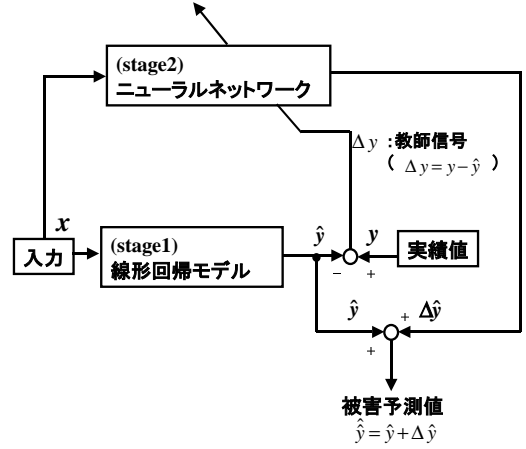 (stage2)
ニューラルネットワーク
Δy :教師信号
( Δy = y − ŷ )
x
入力
(stage1)
線形回帰モデル
ŷ
y
実績値
−
+
ŷ
+
Δŷ
+
被害予測値
ŷ̂ = ŷ + Δŷ